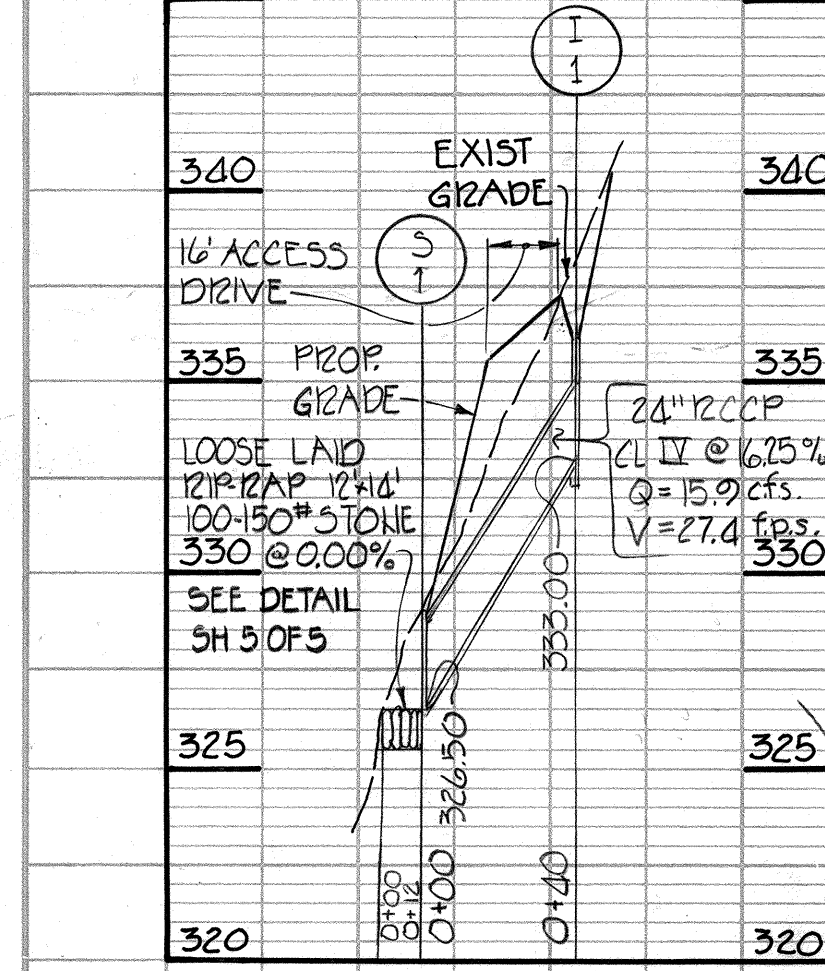 I
1
EXIST
GRADE
340
340
S
1
16' ACCESS
DRIVE
335
PROP.
GRADE
335
24" RCCP
CL IV @ 16.25%
Q = 15.9 cfs.
V = 27.4 f.p.s.
LOOSE LAID
RIP-RAP 12'x14'
100-150# STONE
330 @ 0.00%
330
SEE DETAIL
SH 5 OF 5
333.00
326.50
325
325
0+00
0+12
0+00
0+40
320
320